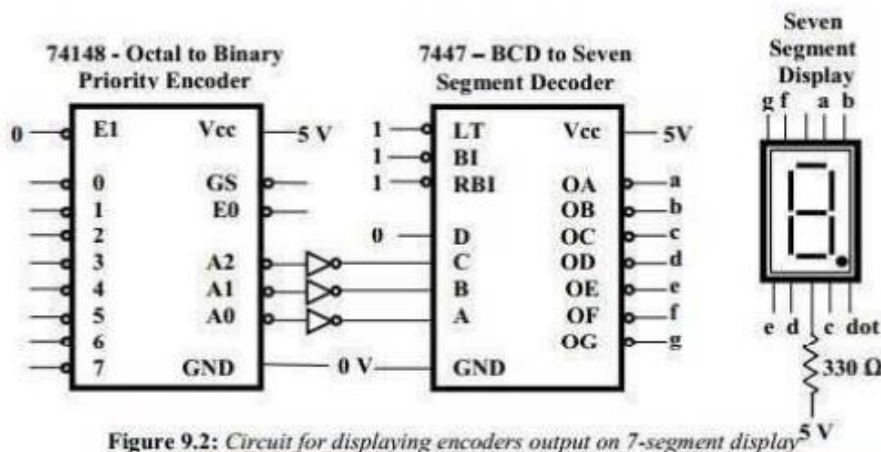 74148 - Octal to Binary
Priority Encoder
0
E1
Vcc
5 V
0
GS
1
E0
2
3
A2
4
A1
5
A0
6
7
GND
0 V
7447 – BCD to Seven
Segment Decoder
1
LT
Vcc
5V
1
BI
1
RBI
OA
a
OB
b
0
D
OC
c
C
OD
d
B
OE
e
A
OF
f
OG
g
GND
Seven
Segment
Display
g f a b
e d c dot
330 Ω
5 V
Figure 9.2: Circuit for displaying encoders output on 7-segment display